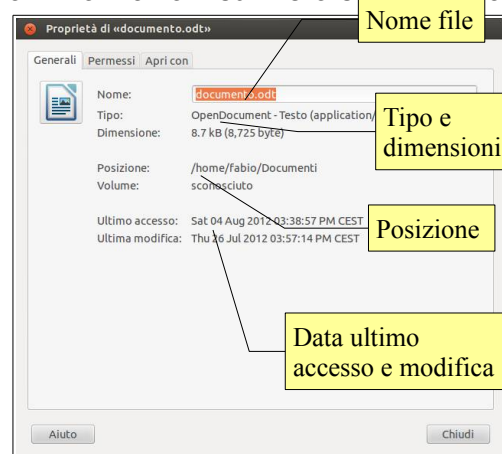 Nome file
Proprietà di «documento.odt»
Generali Permessi Apri con
Nome: documento.odt
Tipo: OpenDocument - Testo (application/
Tipo e
dimensioni
Dimensione: 8.7 kB (8,725 byte)
Posizione: /home/fabio/Documenti
Volume: sconosciuto
Posizione
Ultimo accesso: Sat 04 Aug 2012 03:38:57 PM CEST
Ultima modifica: Thu 26 Jul 2012 03:57:14 PM CEST
Data ultimo
accesso e modifica
Aiuto Chiudi